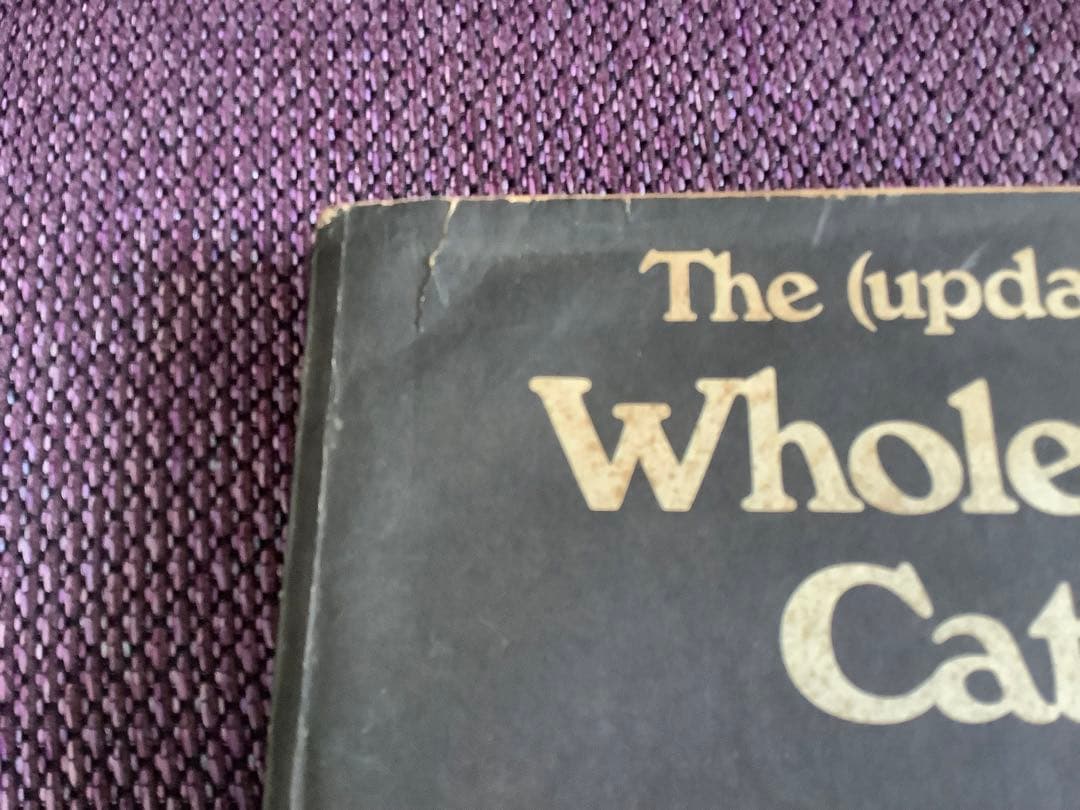 The (upda
Whole
Cat